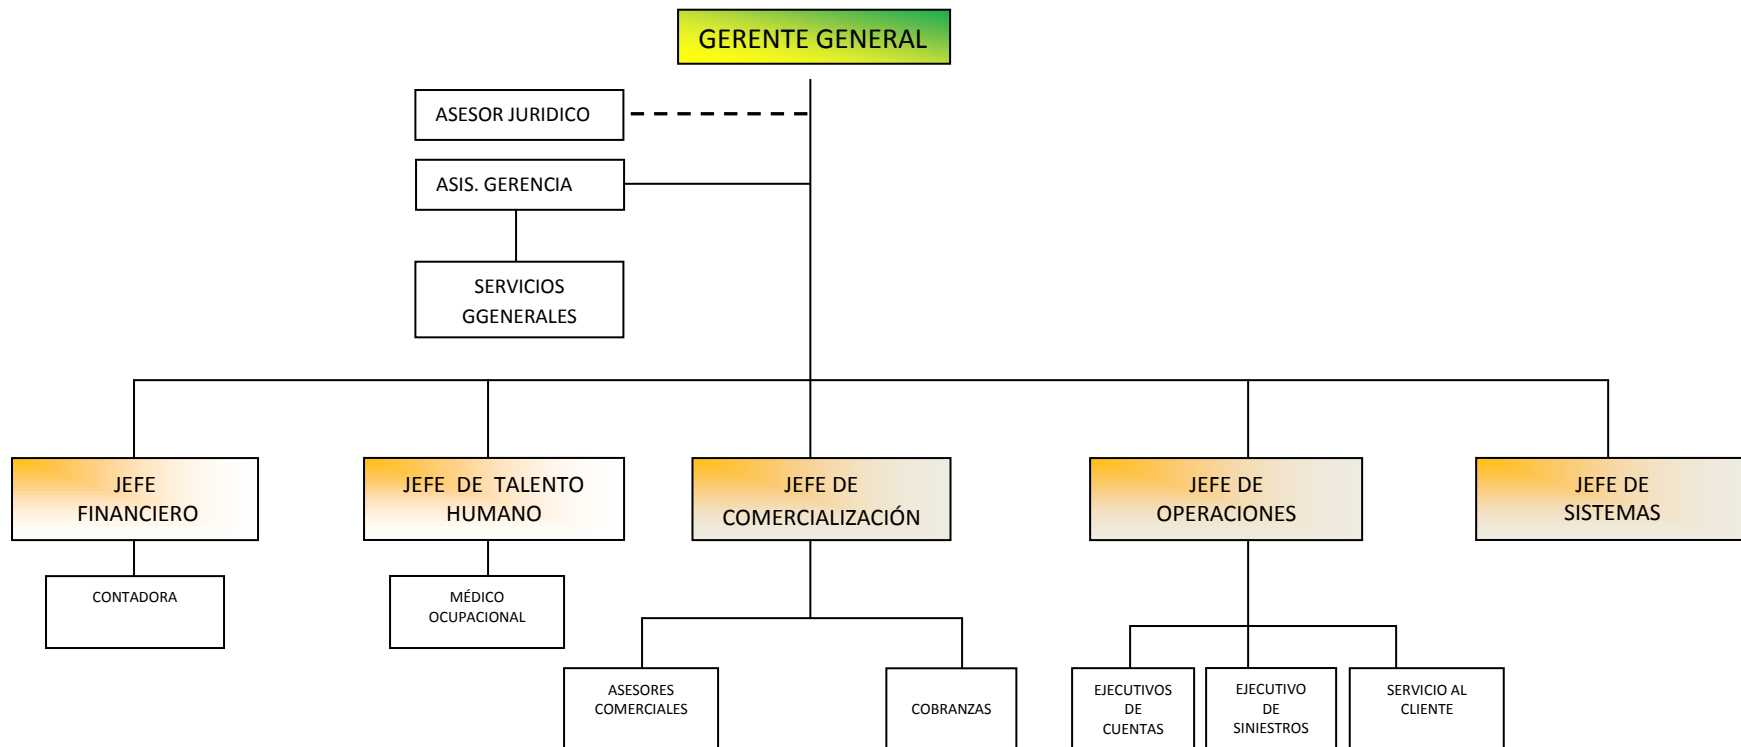 GERENTE GENERAL
ASESOR JURIDICO
ASIS. GERENCIA
SERVICIOS
GGENERALES
JEFE
FINANCIERO
JEFE DE TALENTO
HUMANO
JEFE DE
COMERCIALIZACIÓN
JEFE DE
OPERACIONES
JEFE DE
SISTEMAS
CONTADORA
MÉDICO
OCUPACIONAL
ASESORES
COMERCIALES
COBRANZAS
EJECUTIVOS
DE
CUENTAS
EJECUTIVO
DE
SINIESTROS
SERVICIO AL
CLIENTE